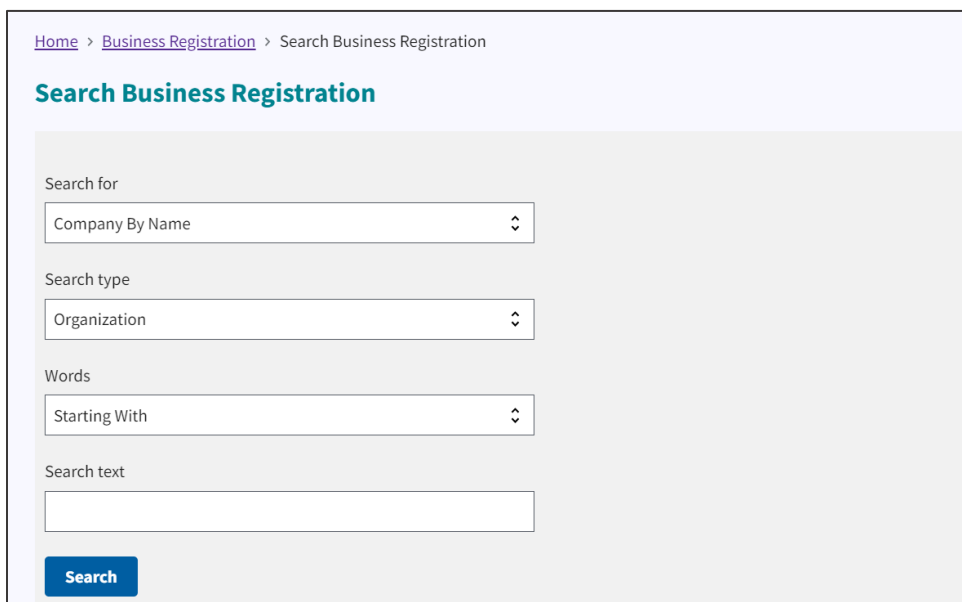 Home > Business Registration > Search Business Registration
Search Business Registration
Search for
Company By Name
Search type
Organization
Words
Starting With
Search text
Search